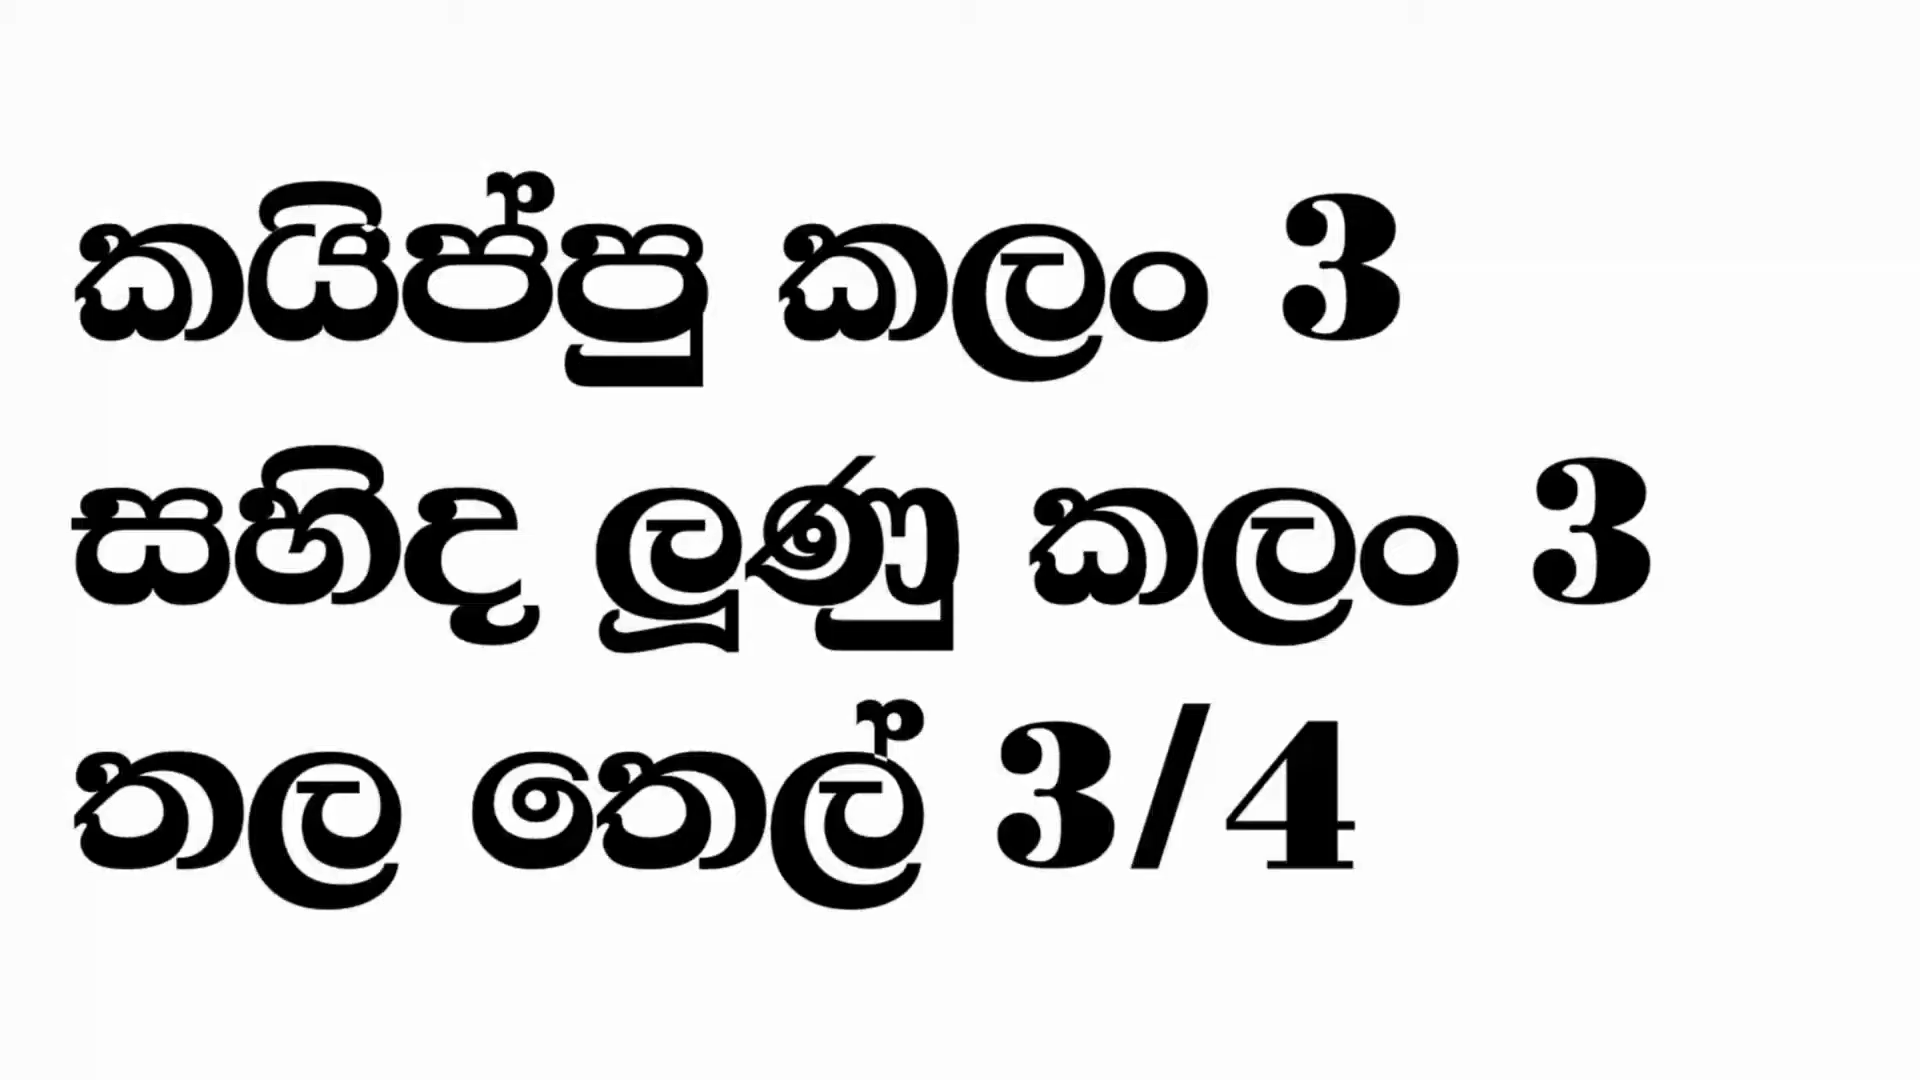 කයිප්පු කලං 3
සහිඳ ලූණු කලං 3
තල තෙල් 3/4